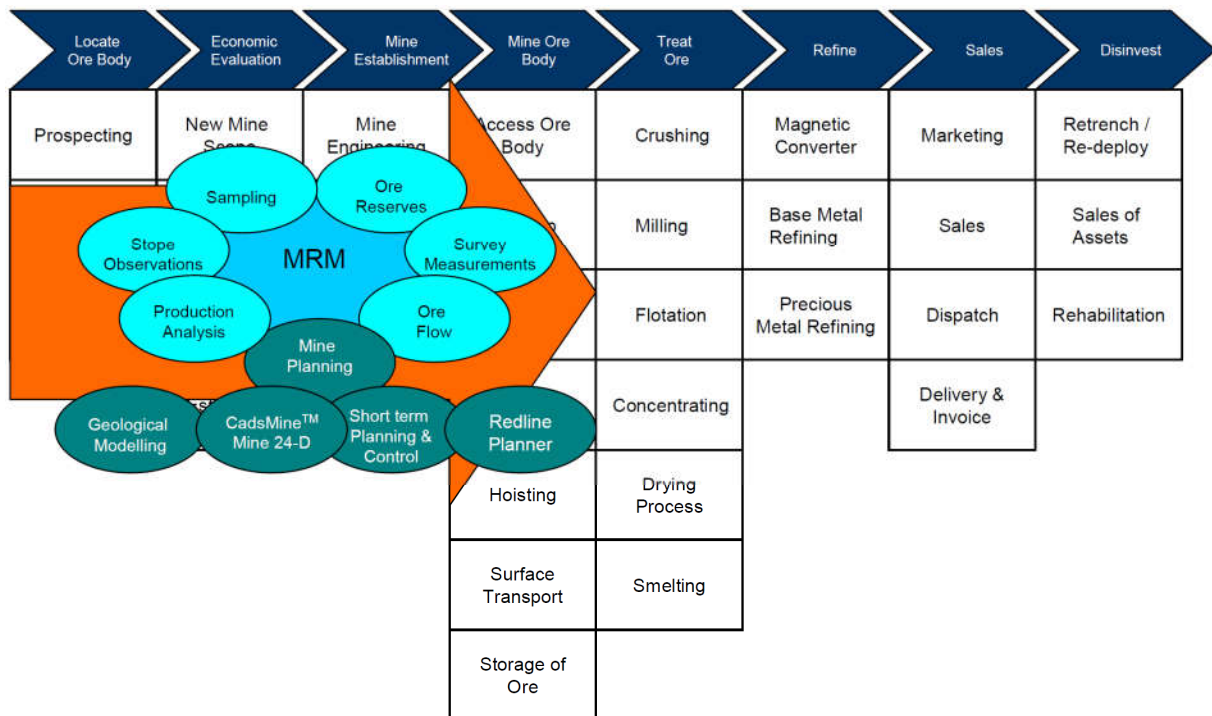 Locate
Ore Body
Economic
Evaluation
Mine
Establishment
Mine Ore
Body
Treat
Ore
Refine
Sales
Disinvest
Prospecting
New Mine
Scope
Mine
Engineering
Access Ore
Body
Crushing
Magnetic
Converter
Marketing
Retrench /
Re-deploy
Sampling
Ore
Reserves
Milling
Base Metal
Refining
Sales
Sales of
Assets
Stope
Observations
MRM
Survey
Measurements
Production
Analysis
Ore
Flow
Flotation
Precious
Metal Refining
Dispatch
Rehabilitation
Mine
Planning
Geological
Modelling
CadsMine™
Mine 24-D
Short term
Planning &
Control
Redline
Planner
Concentrating
Delivery &
Invoice
Hoisting
Drying
Process
Surface
Transport
Smelting
Storage of
Ore